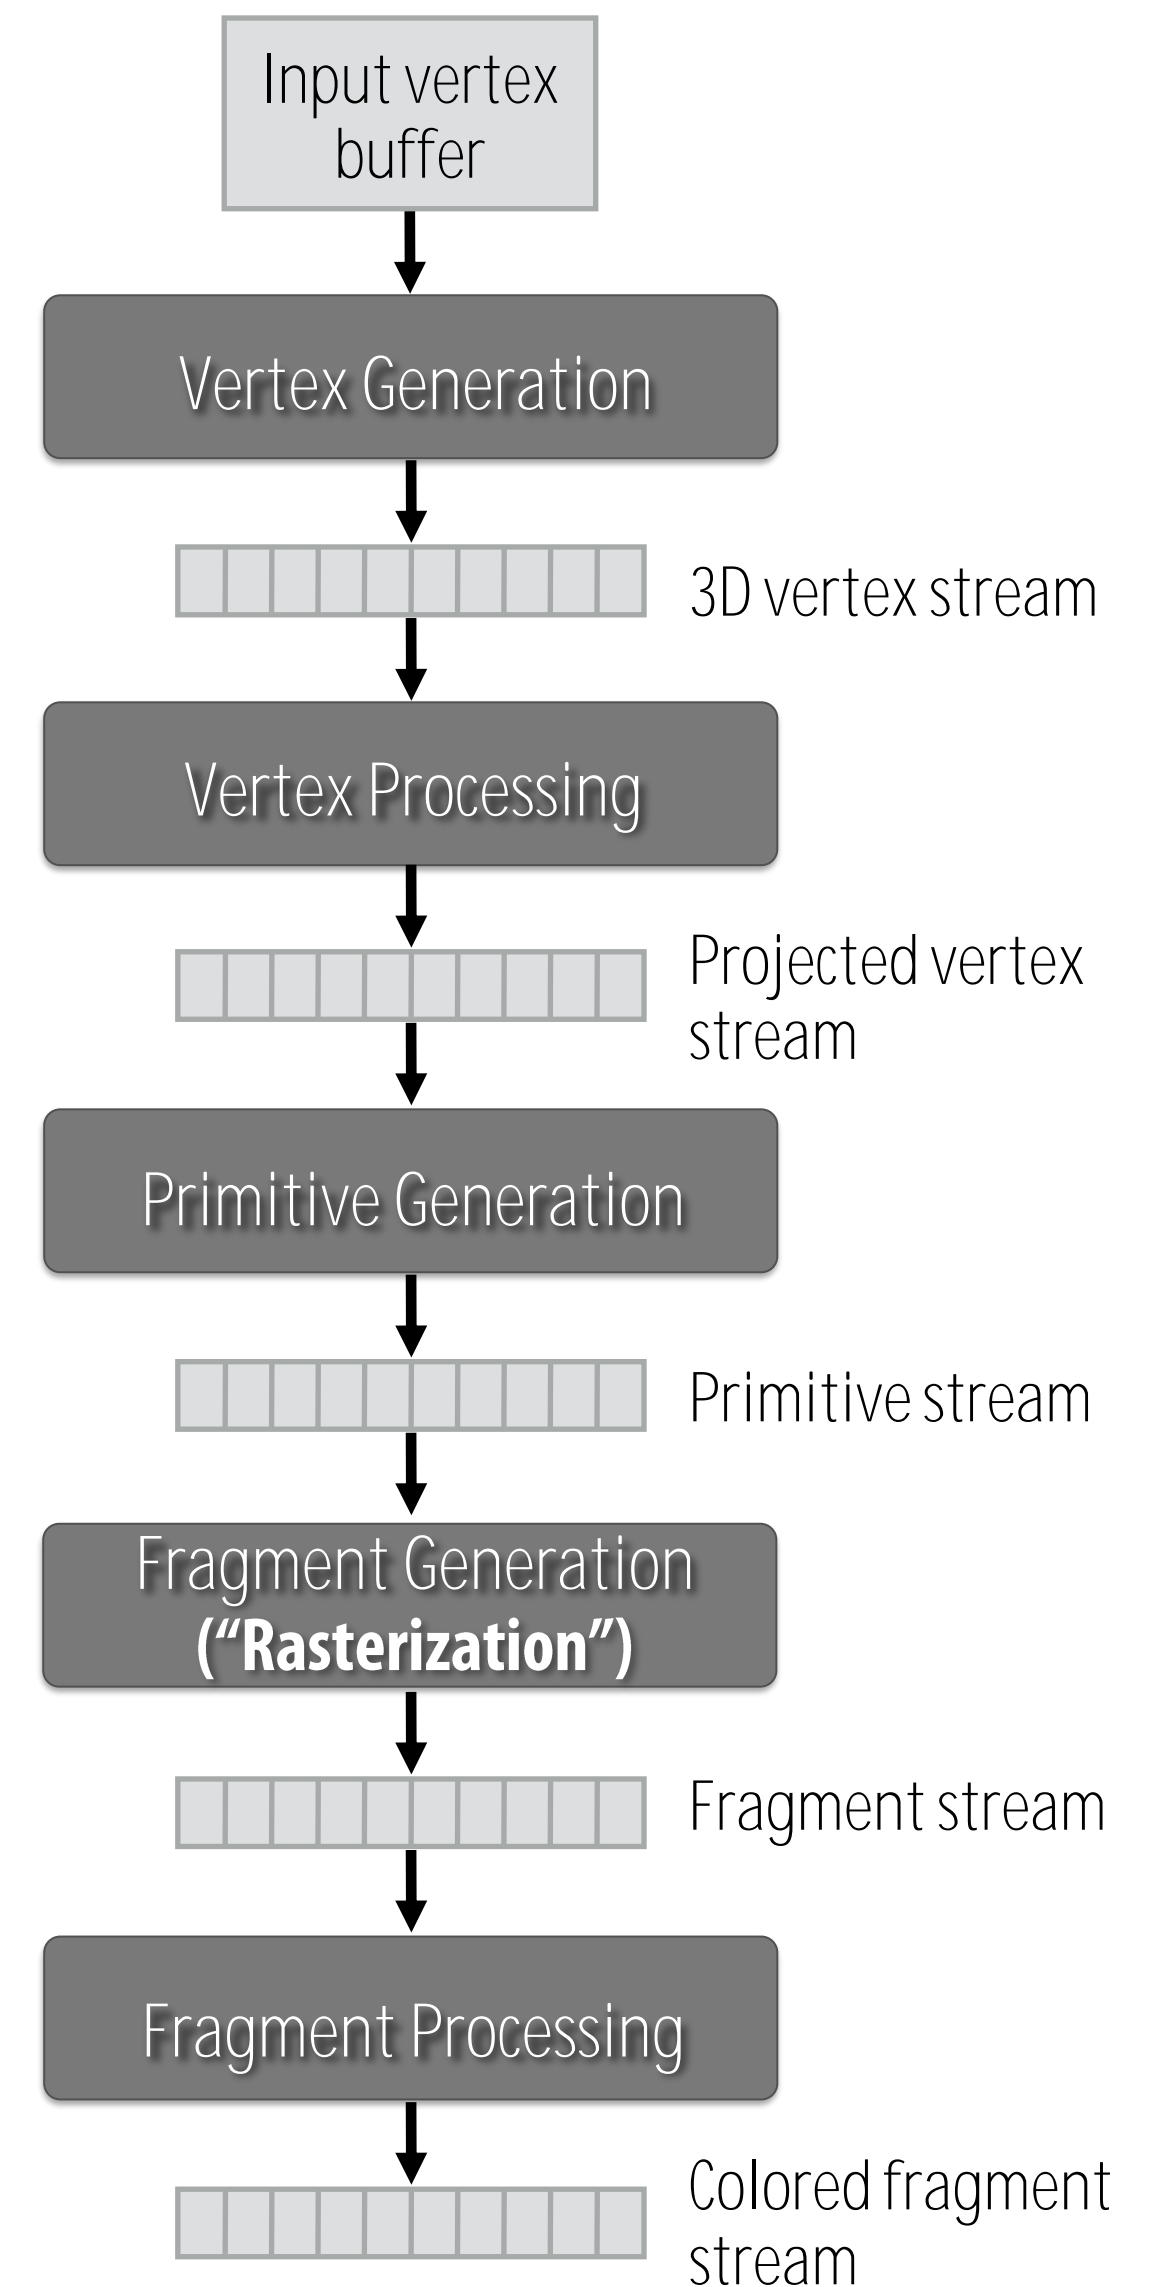 Input vertex
buffer
Vertex Generation
3D vertex stream
Vertex Processing
Projected vertex
stream
Primitive Generation
Primitive stream
Fragment Generation
(“Rasterization”)
Fragment stream
Fragment Processing
Colored fragment
stream